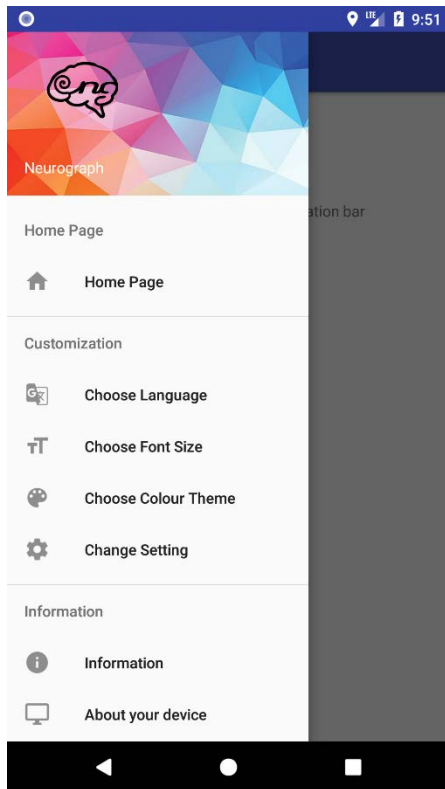 LTE 9:51
Neurograph
ation bar
Home Page
Home Page
Customization
Choose Language
Choose Font Size
Choose Colour Theme
Change Setting
Information
Information
About your device